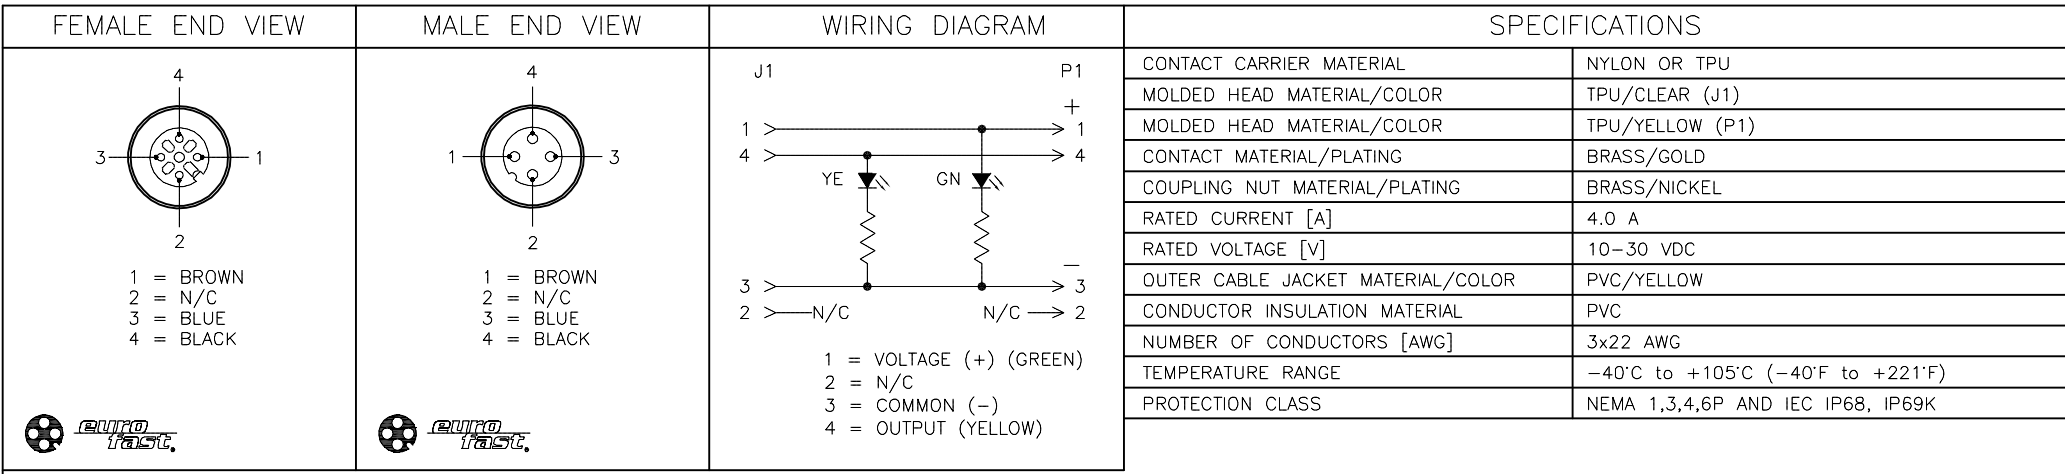 FEMALE END VIEW
4
3
1
2
1 = BROWN
2 = N/C
3 = BLUE
4 = BLACK
euro
fast.
MALE END VIEW
4
1
3
2
1 = BROWN
2 = N/C
3 = BLUE
4 = BLACK
euro
fast.
WIRING DIAGRAM
J1 P1
+
1 1
4 4
YE GN
−
3 3
2 N/C N/C 2
1 = VOLTAGE (+) (GREEN)
2 = N/C
3 = COMMON (−)
4 = OUTPUT (YELLOW)
SPECIFICATIONS
CONTACT CARRIER MATERIAL NYLON OR TPU
MOLDED HEAD MATERIAL/COLOR TPU/CLEAR (J1)
MOLDED HEAD MATERIAL/COLOR TPU/YELLOW (P1)
CONTACT MATERIAL/PLATING BRASS/GOLD
COUPLING NUT MATERIAL/PLATING BRASS/NICKEL
RATED CURRENT [A] 4.0 A
RATED VOLTAGE [V] 10−30 VDC
OUTER CABLE JACKET MATERIAL/COLOR PVC/YELLOW
CONDUCTOR INSULATION MATERIAL PVC
NUMBER OF CONDUCTORS [AWG] 3x22 AWG
TEMPERATURE RANGE −40°C to +105°C (−40°F to +221°F)
PROTECTION CLASS NEMA 1,3,4,6P AND IEC IP68, IP69K